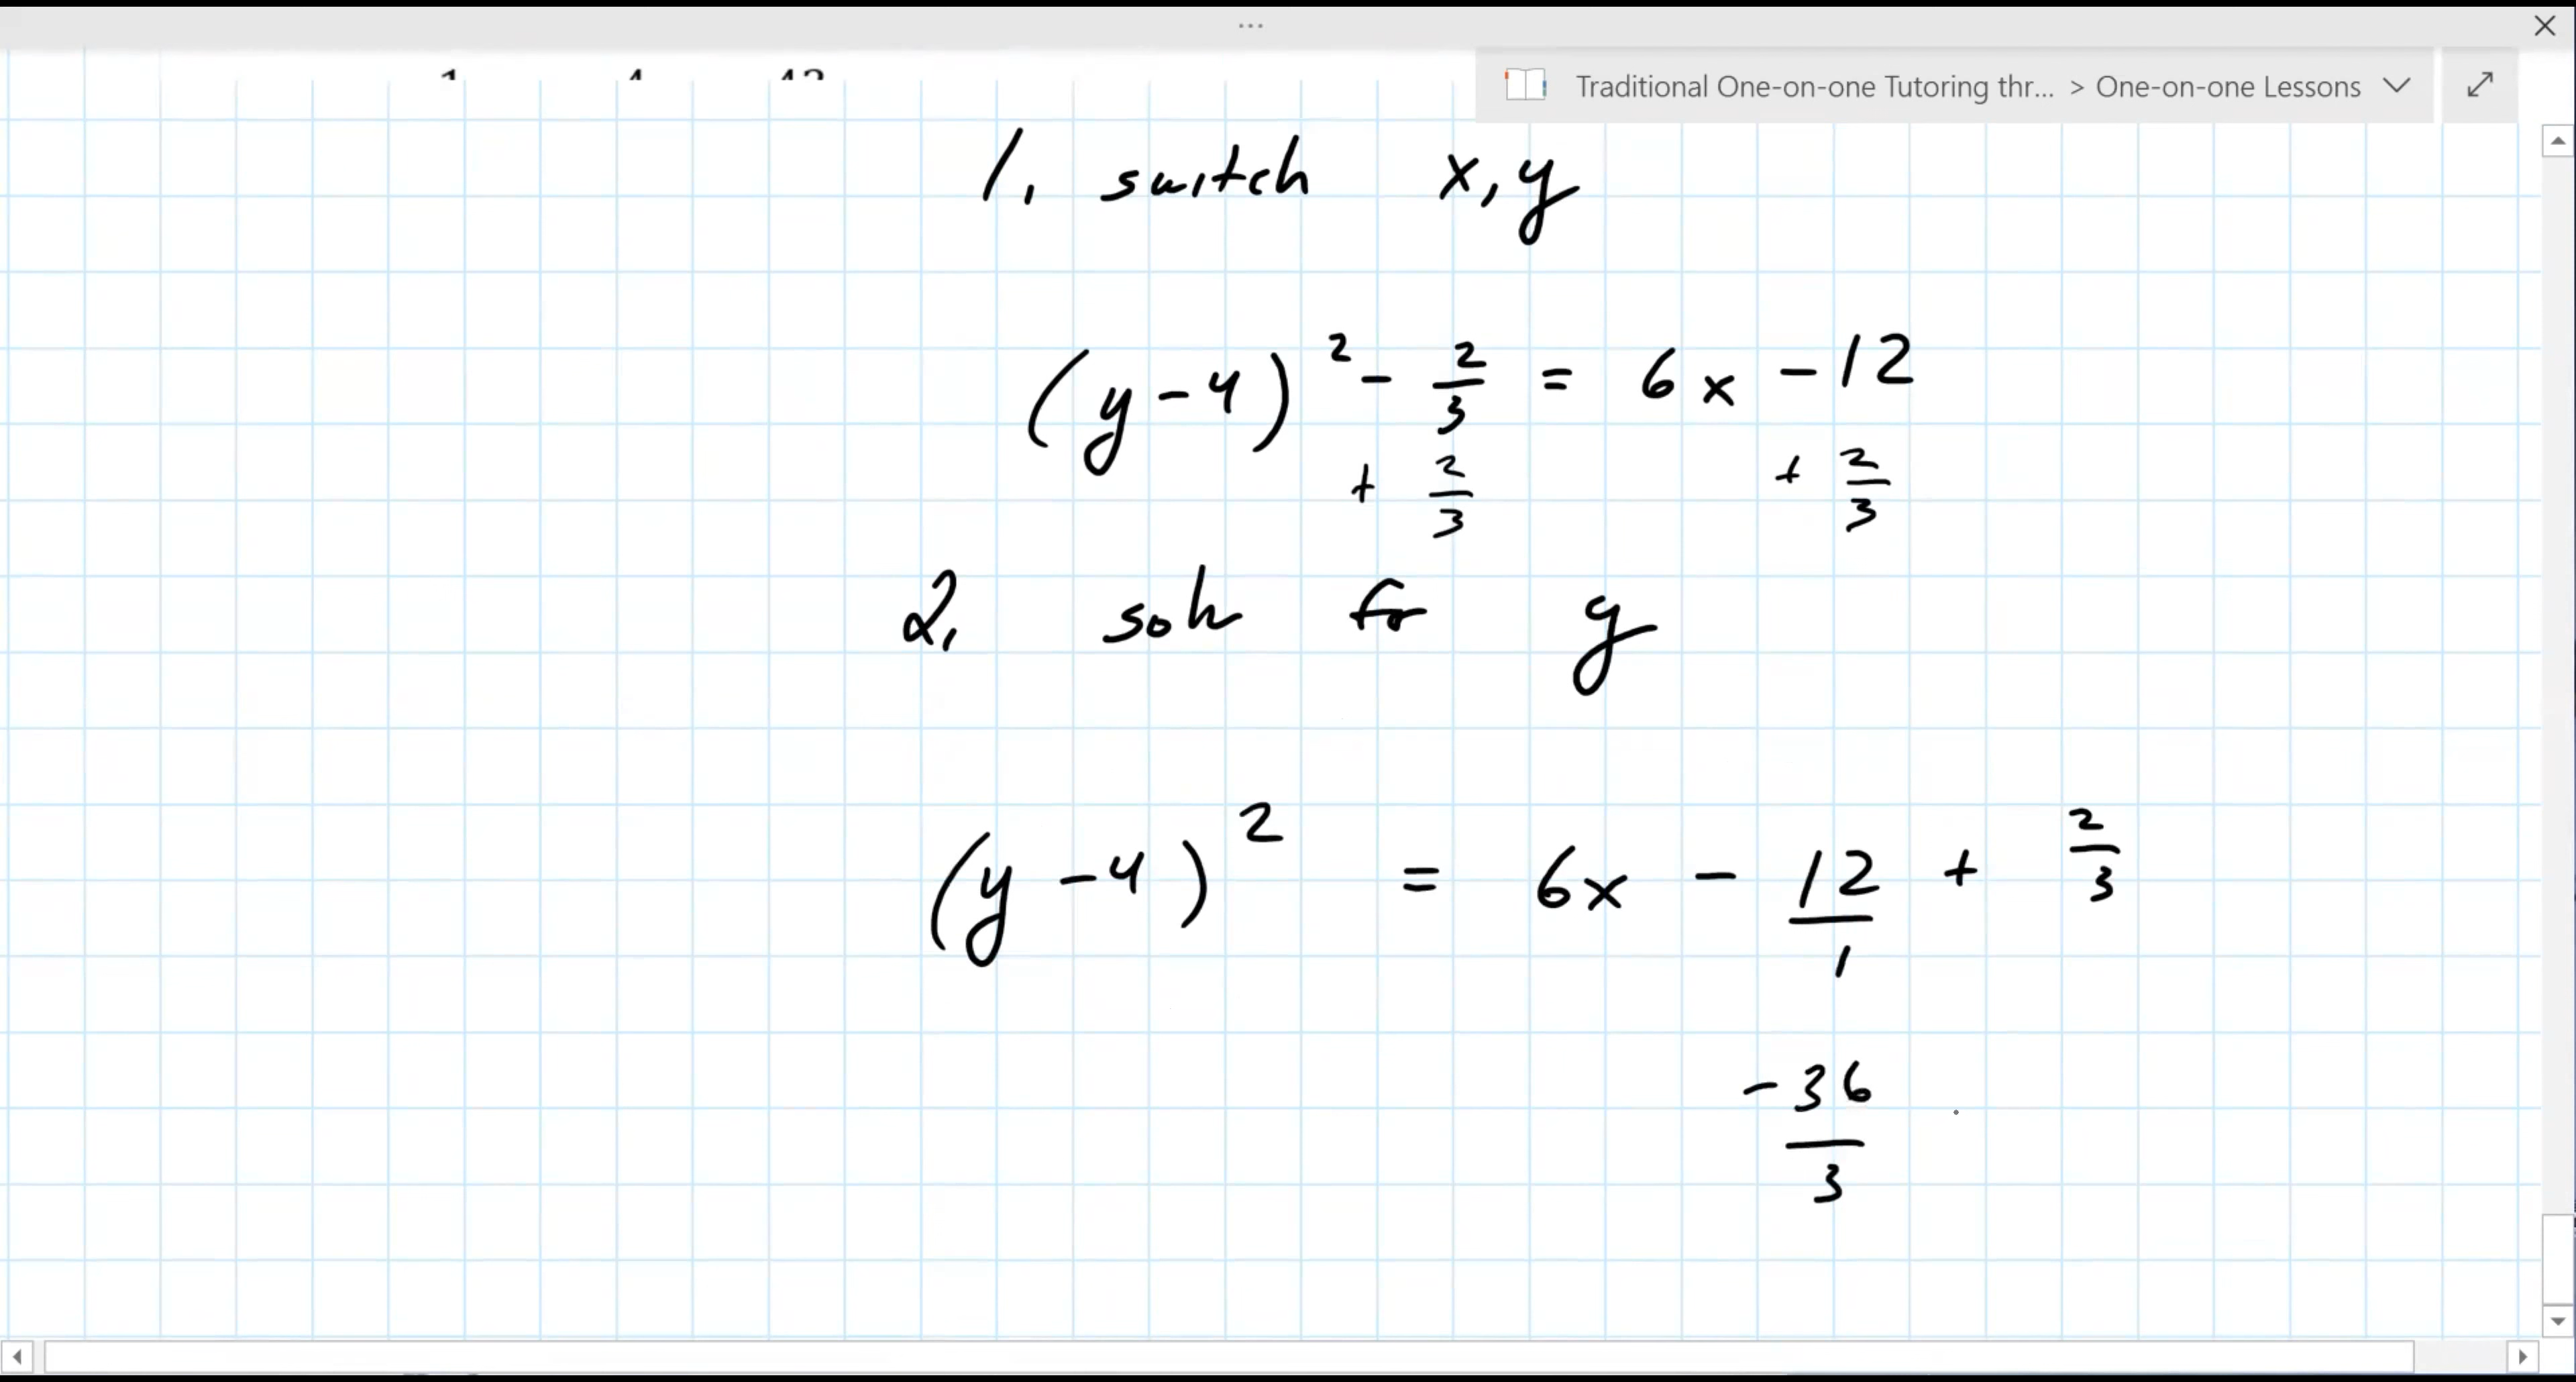 Traditional One-on-one Tutoring thr... > One-on-one Lessons
1. switch x, y
(y - 4)² - 2/3 = 6x - 12
+ 2/3 + 2/3
2. solv for y
(y - 4)² = 6x - 12/1 + 2/3
-36/3